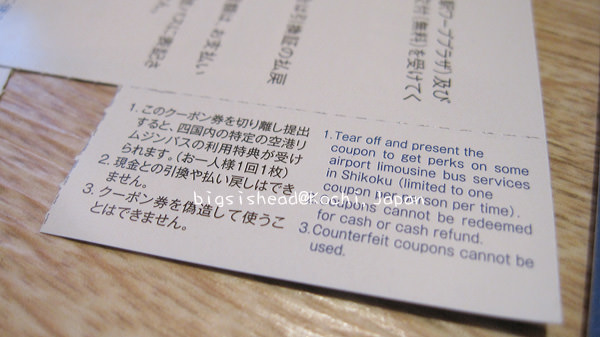 1.このクーポン券を切り離し提出
すると、四国内の特定の空港リ
ムジンバスの利用特典が受け
られます。(お一人様1回1枚)
2.現金との引換や払い戻しはでき
ません。
3.クーポン券を偽造して使うこ
とはできません。
1.Tear off and present the
coupon to get perks on some
airport limousine bus services
in Shikoku (limited to one
coupon per person per time).
coupons cannot be redeemed
for cash or cash refund.
3.Counterfeit coupons cannot be
used.
bigsishead@Kochi, Japan